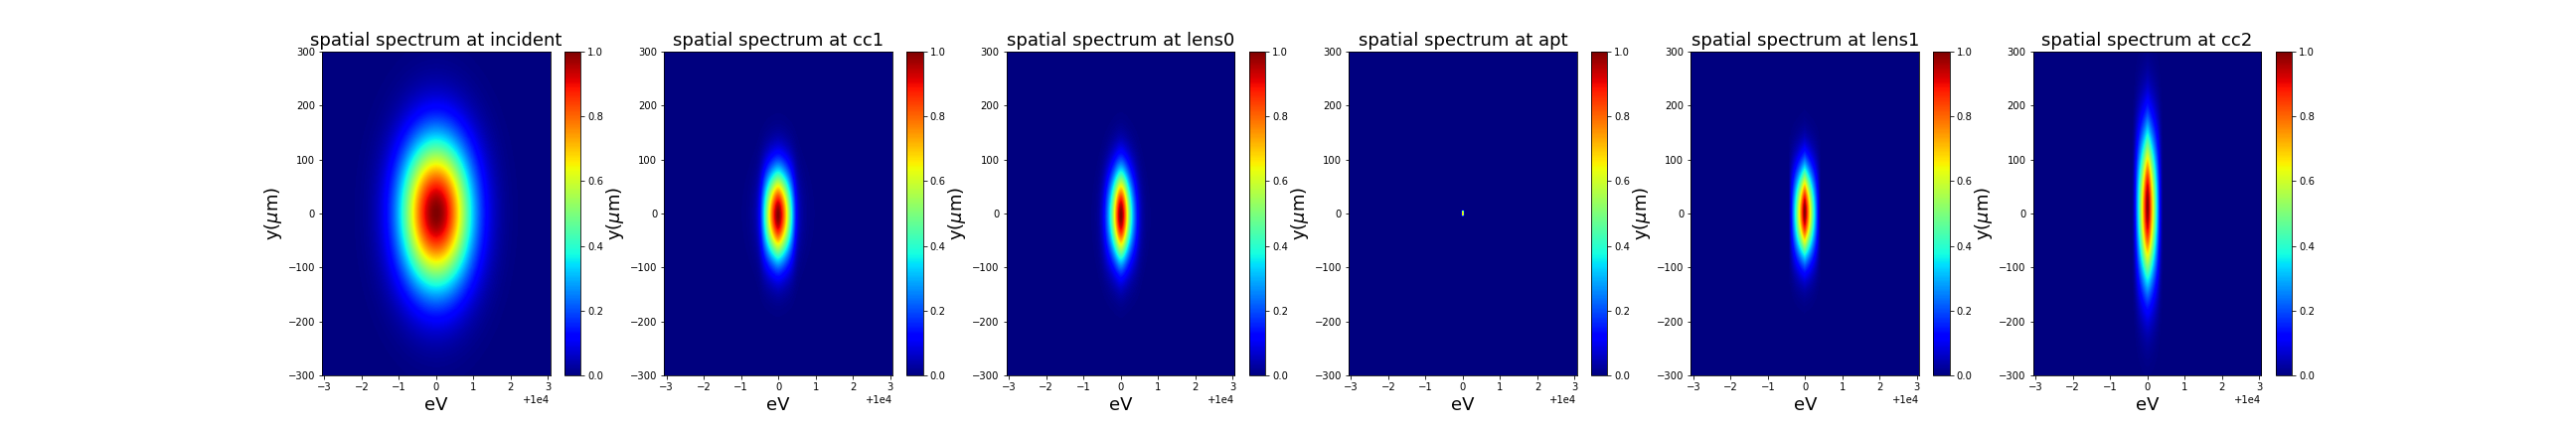 spatial spectrum at incident
300
200
100
0
−100
−200
−300
y(μm)
−3 −2 −1 0 1 2 3
+1e4
eV
1.0
0.8
0.6
0.4
0.2
0.0
spatial spectrum at cc1
300
200
100
0
−100
−200
−300
y(μm)
−3 −2 −1 0 1 2 3
+1e4
eV
1.0
0.8
0.6
0.4
0.2
0.0
spatial spectrum at lens0
300
200
100
0
−100
−200
−300
y(μm)
−3 −2 −1 0 1 2 3
+1e4
eV
1.0
0.8
0.6
0.4
0.2
0.0
spatial spectrum at apt
300
200
100
0
−100
−200
−300
y(μm)
−3 −2 −1 0 1 2 3
+1e4
eV
1.0
0.8
0.6
0.4
0.2
0.0
spatial spectrum at lens1
300
200
100
0
−100
−200
−300
y(μm)
−3 −2 −1 0 1 2 3
+1e4
eV
1.0
0.8
0.6
0.4
0.2
0.0
spatial spectrum at cc2
300
200
100
0
−100
−200
−300
y(μm)
−3 −2 −1 0 1 2 3
+1e4
eV
1.0
0.8
0.6
0.4
0.2
0.0